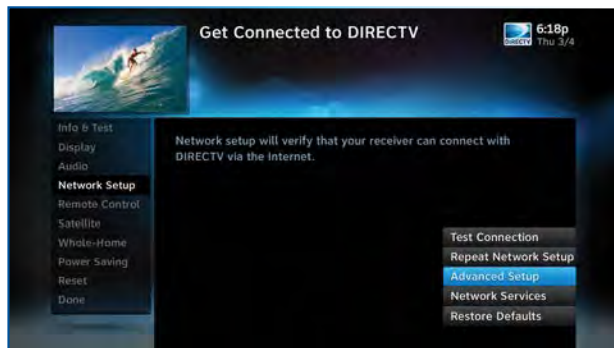 Get Connected to DIRECTV
DIRECTV
6:18p
Thu 3/4
Info & Test
Display
Audio
Network Setup
Remote Control
Satellite
Whole-Home
Power Saving
Reset
Done
Network setup will verify that your receiver can connect with
DIRECTV via the Internet.
Test Connection
Repeat Network Setup
Advanced Setup
Network Services
Restore Defaults